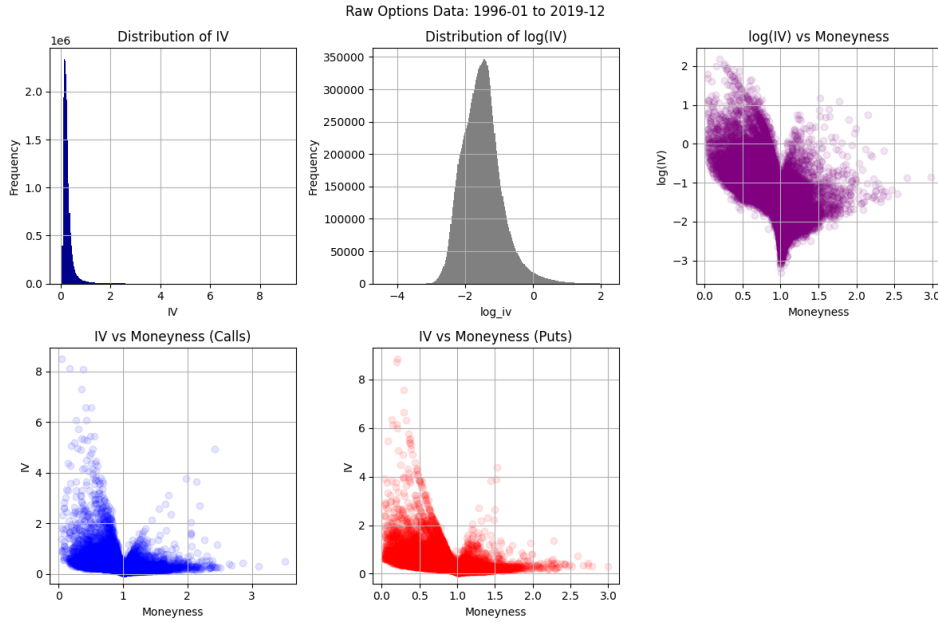 Raw Options Data: 1996-01 to 2019-12
Distribution of IV
1e6
2.0
1.5
1.0
0.5
0.0
Frequency
0 2 4 6 8
IV
Distribution of log(IV)
350000
300000
250000
200000
150000
100000
50000
0
Frequency
−4 −2 0 2
log_iv
log(IV) vs Moneyness
2
1
0
−1
−2
−3
log(IV)
0.0 0.5 1.0 1.5 2.0 2.5 3.0
Moneyness
IV vs Moneyness (Calls)
8
6
4
2
0
IV
0 1 2 3
Moneyness
IV vs Moneyness (Puts)
8
6
4
2
0
IV
0.0 0.5 1.0 1.5 2.0 2.5 3.0
Moneyness